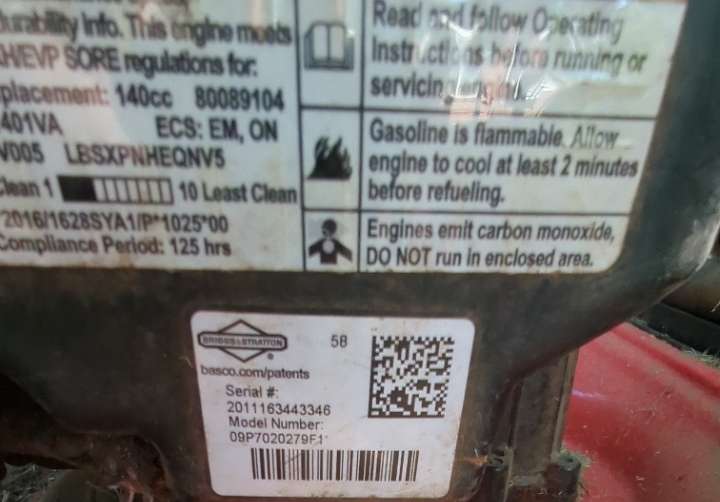 Durability Info. This engine meets
SORE regulations for:
140cc 80089104
401VA ECS: EM, ON
V005 LBSXPNHEQNV5
Clean 1 10 Least Clean
2016/1628SYA1/P*1025*00
Compliance Period: 125 hrs
Read and follow Operating
Instructions before running or
servicing engine.
Gasoline is flammable. Allow
engine to cool at least 2 minutes
before refueling.
Engines emit carbon monoxide,
DO NOT run in enclosed area.
BRIGGS & STRATTON
58
basco.com/patents
Serial #:
2011163443346
Model Number:
09P7020279F1